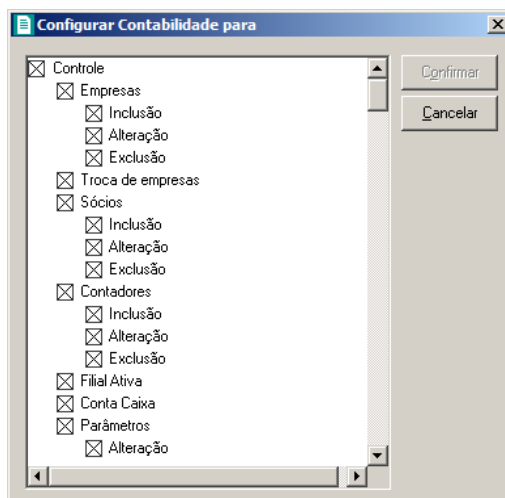 Configurar Contabilidade para
Controle
Confirmar
Empresas
Inclusão
Cancelar
Alteração
Exclusão
Troca de empresas
Sócios
Inclusão
Alteração
Exclusão
Contadores
Inclusão
Alteração
Exclusão
Filial Ativa
Conta Caixa
Parâmetros
Alteração